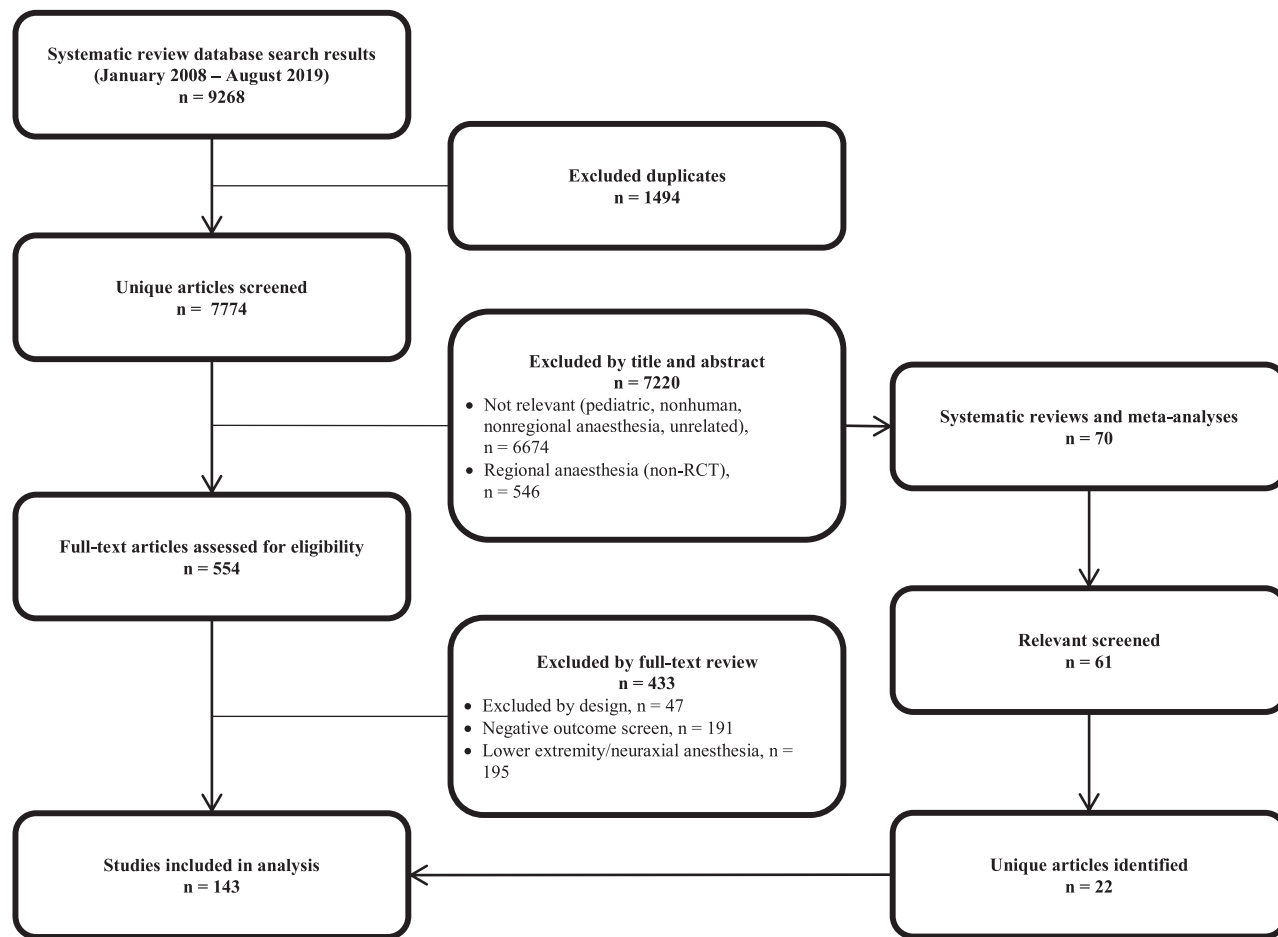 Systematic review database search results
(January 2008 – August 2019)
n = 9268
Excluded duplicates
n = 1494
Unique articles screened
n = 7774
Excluded by title and abstract
n = 7220
• Not relevant (pediatric, nonhuman,
nonregional anaesthesia, unrelated),
n = 6674
• Regional anaesthesia (non-RCT),
n = 546
Systematic reviews and meta-analyses
n = 70
Full-text articles assessed for eligibility
n = 554
Relevant screened
n = 61
Excluded by full-text review
n = 433
• Excluded by design, n = 47
• Negative outcome screen, n = 191
• Lower extremity/neuraxial anesthesia, n =
195
Studies included in analysis
n = 143
Unique articles identified
n = 22